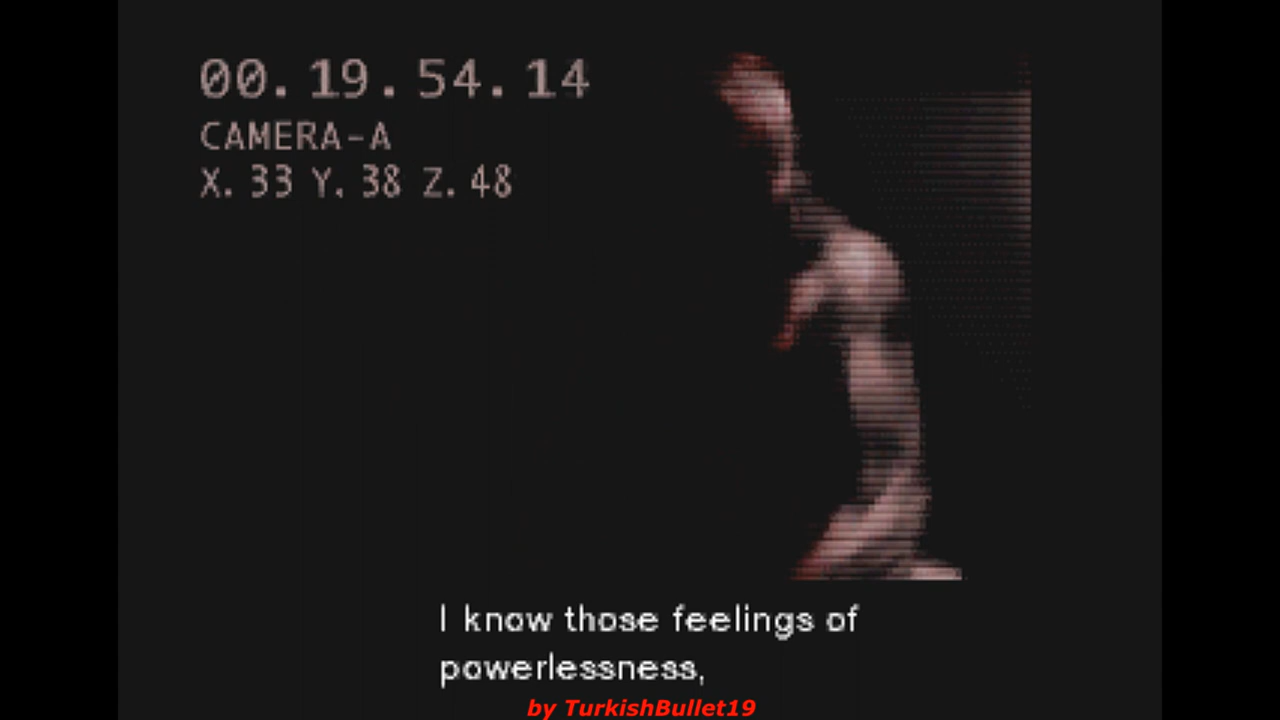 00.19.54.14
CAMERA-A
X. 33 Y. 38 Z. 48
I know those feelings of
powerlessness,
by TurkishBullet19